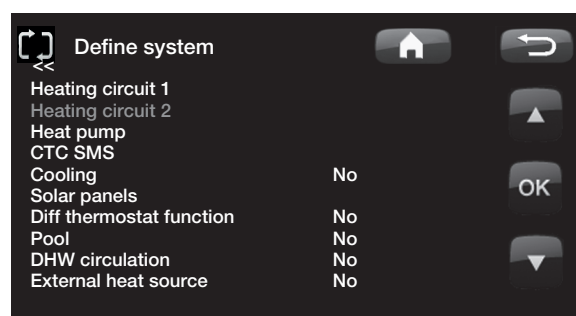 Define system
<<
Heating circuit 1
Heating circuit 2
Heat pump
CTC SMS
Cooling No
Solar panels
Diff thermostat function No
Pool No
DHW circulation No
External heat source No
OK